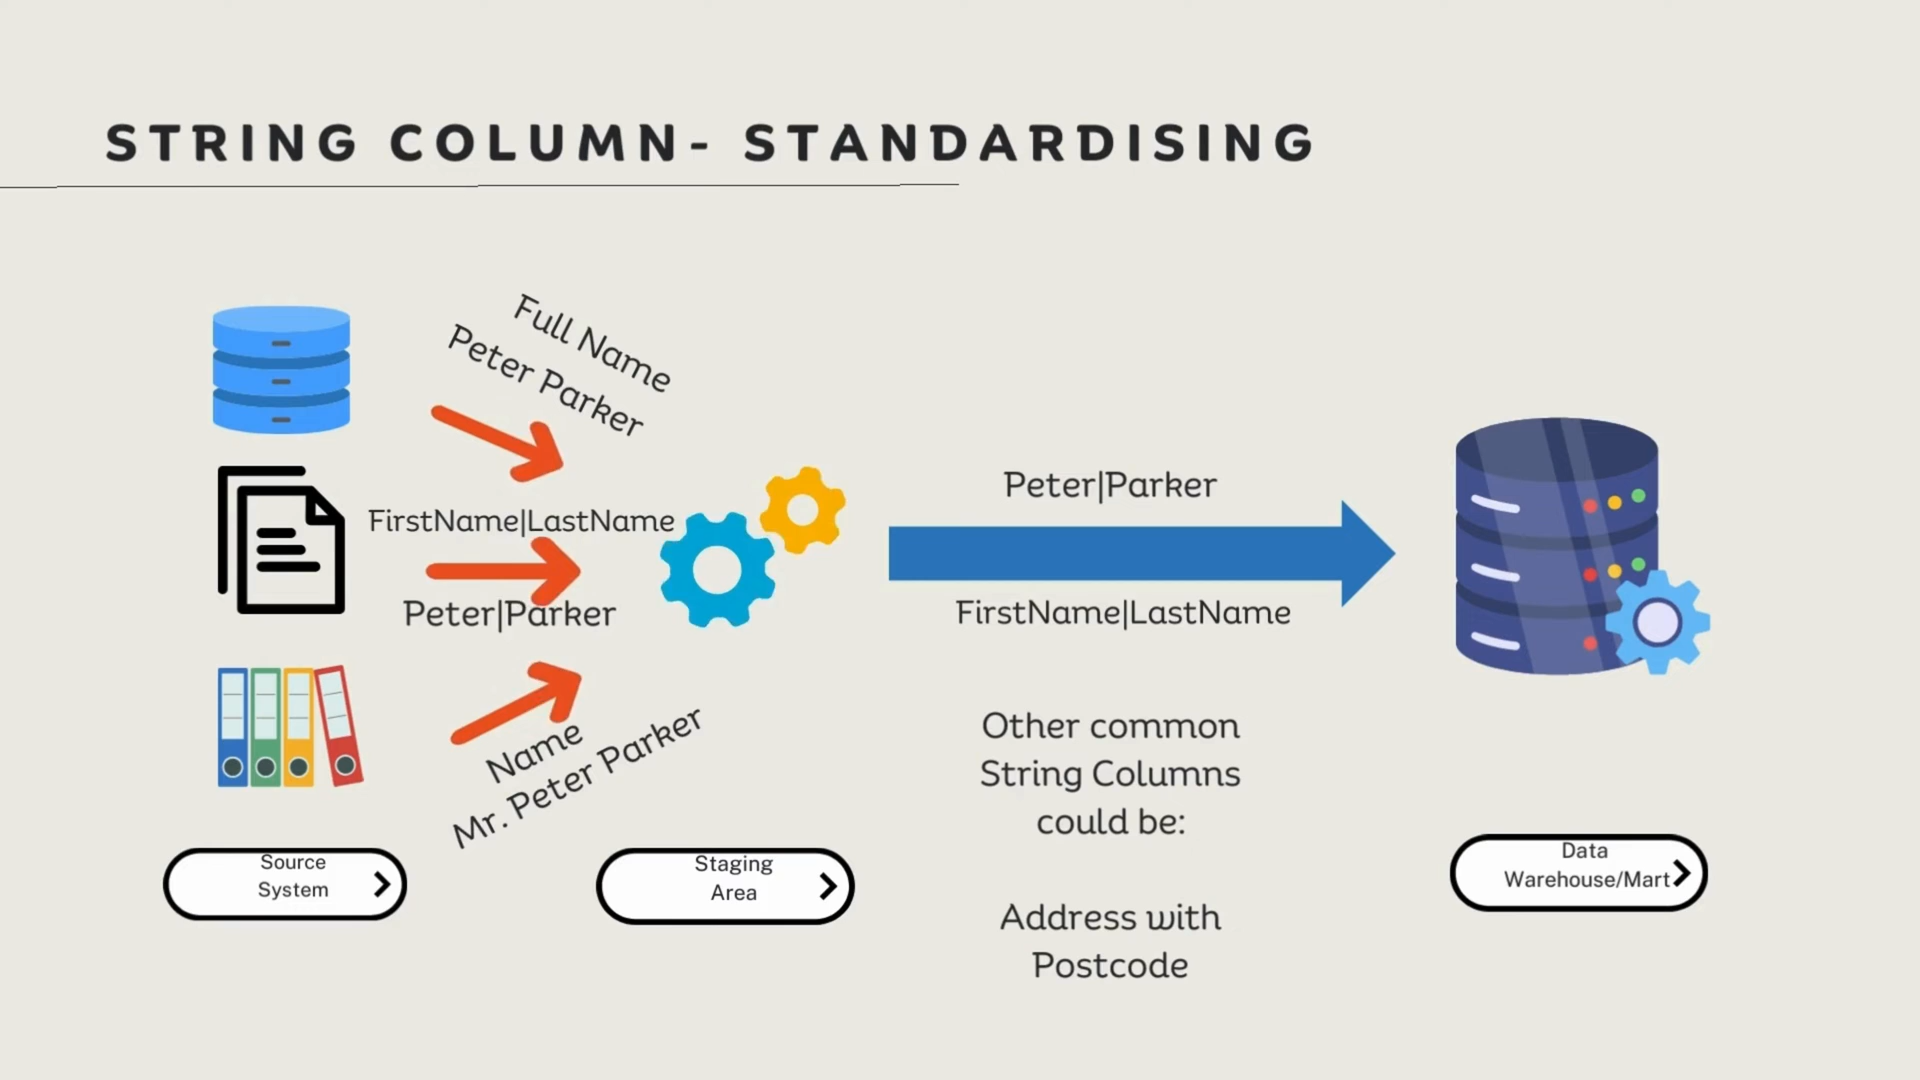 STRING COLUMN- STANDARDISING
Full Name
Peter Parker
FirstName|LastName
Peter|Parker
Name
Mr. Peter Parker
Peter|Parker
FirstName|LastName
Other common
String Columns
could be:
Address with
Postcode
Source
System
Staging
Area
Data
Warehouse/Mart